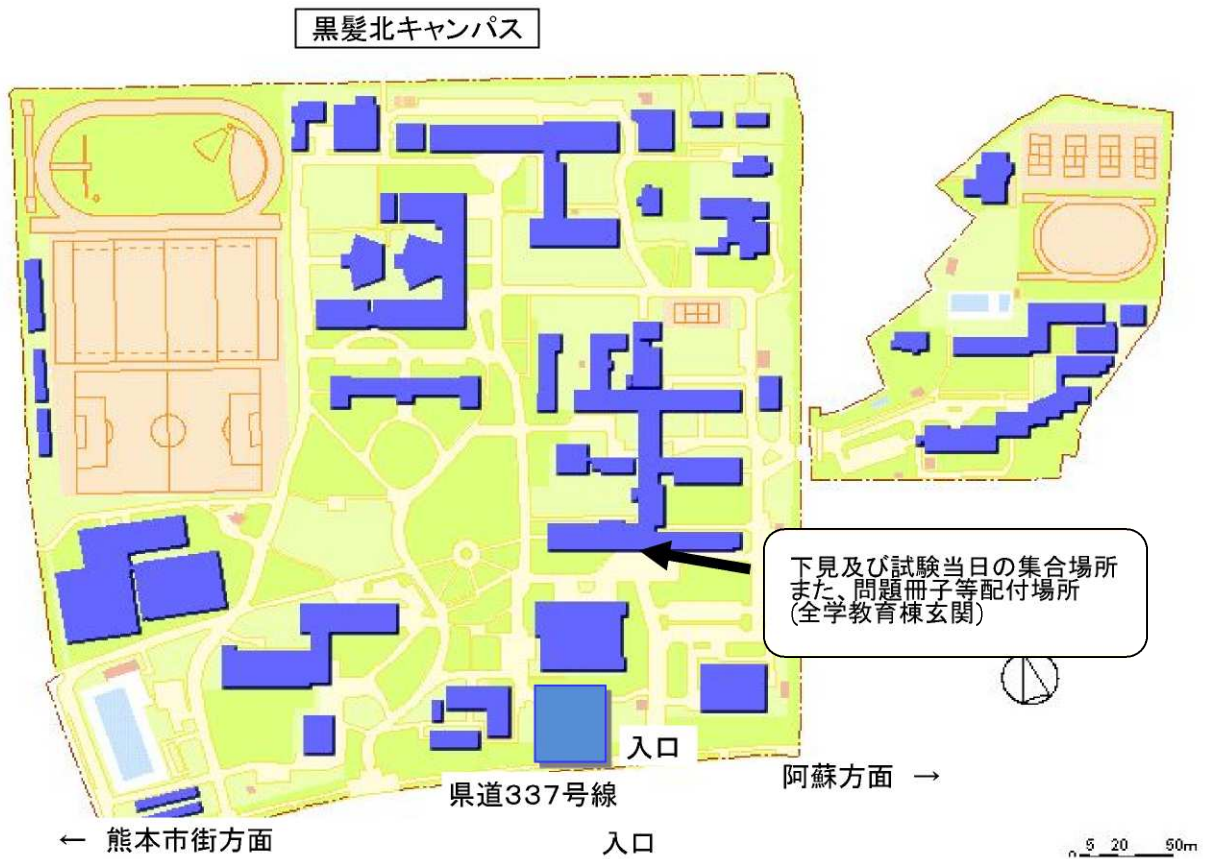 黒髪北キャンパス
下見及び試験当日の集合場所
また、問題冊子等配付場所
(全学教育棟玄関)
入口
阿蘇方面 →
県道337号線
← 熊本市街方面
入口
0 5 20 50m